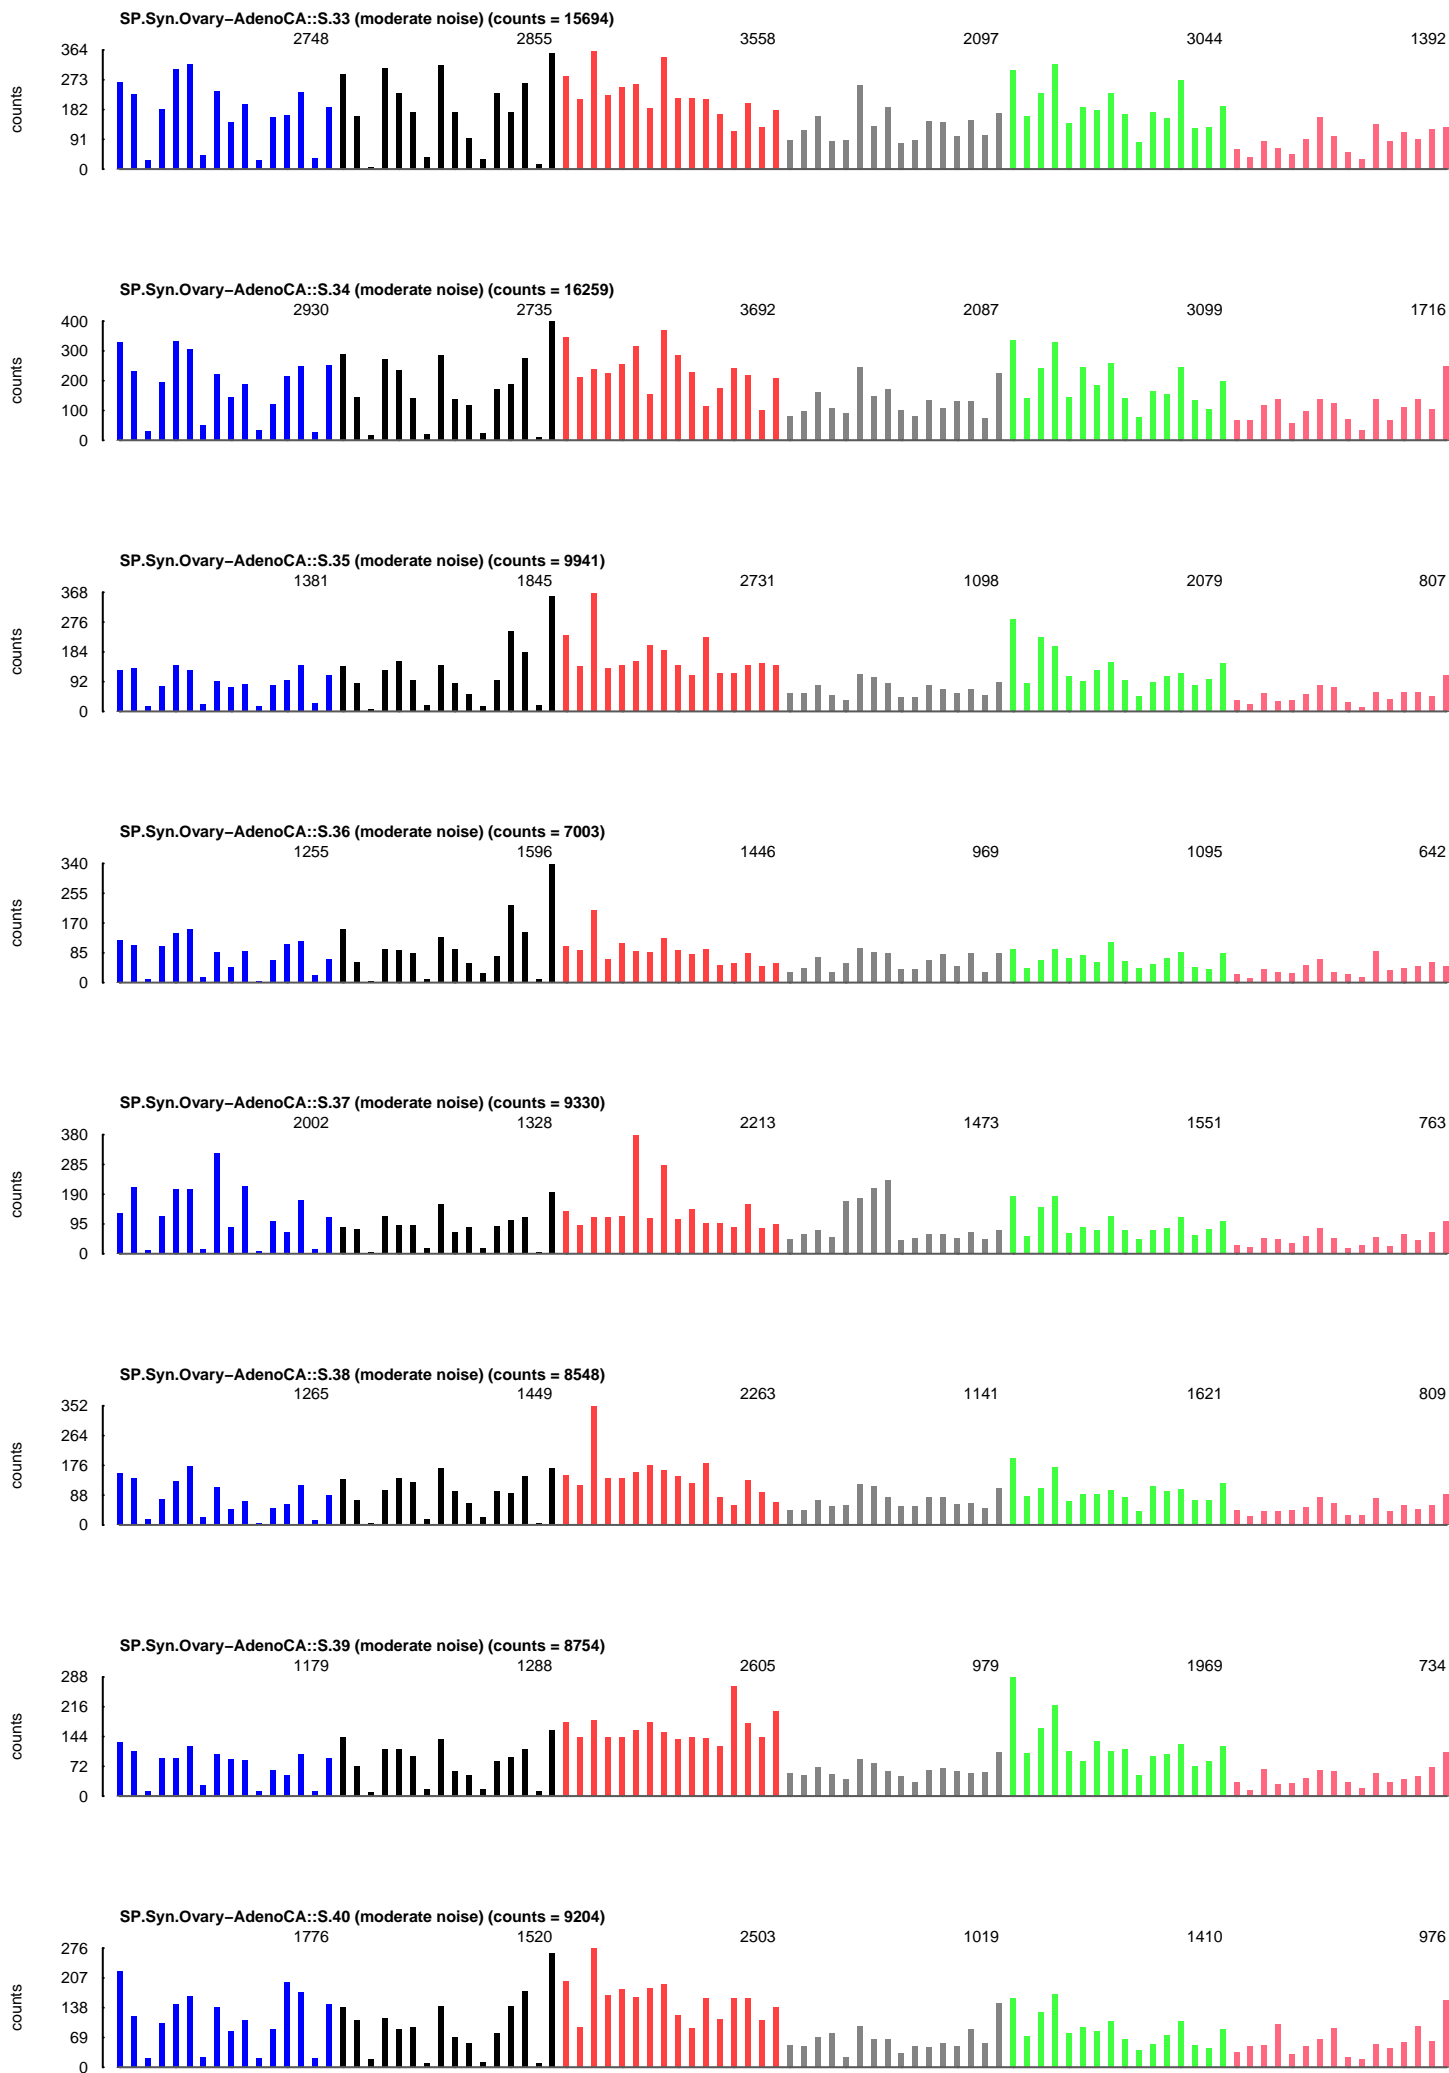 SP.Syn.Ovary−AdenoCA::S.33 (moderate noise) (counts = 15694)
2748 2855 3558 2097 3044 1392
364
273
182
91
0
counts
SP.Syn.Ovary−AdenoCA::S.34 (moderate noise) (counts = 16259)
2930 2735 3692 2087 3099 1716
400
300
200
100
0
counts
SP.Syn.Ovary−AdenoCA::S.35 (moderate noise) (counts = 9941)
1381 1845 2731 1098 2079 807
368
276
184
92
0
counts
SP.Syn.Ovary−AdenoCA::S.36 (moderate noise) (counts = 7003)
1255 1596 1446 969 1095 642
340
255
170
85
0
counts
SP.Syn.Ovary−AdenoCA::S.37 (moderate noise) (counts = 9330)
2002 1328 2213 1473 1551 763
380
285
190
95
0
counts
SP.Syn.Ovary−AdenoCA::S.38 (moderate noise) (counts = 8548)
1265 1449 2263 1141 1621 809
352
264
176
88
0
counts
SP.Syn.Ovary−AdenoCA::S.39 (moderate noise) (counts = 8754)
1179 1288 2605 979 1969 734
288
216
144
72
0
counts
SP.Syn.Ovary−AdenoCA::S.40 (moderate noise) (counts = 9204)
1776 1520 2503 1019 1410 976
276
207
138
69
0
counts